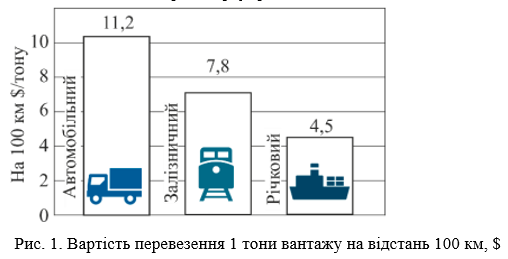 11,2
7,8
4,5
На 100 км $/тону
10
8
6
4
2
0
Автомобільний
Залізничний
Річковий
Рис. 1. Вартість перевезення 1 тони вантажу на відстань 100 км, $